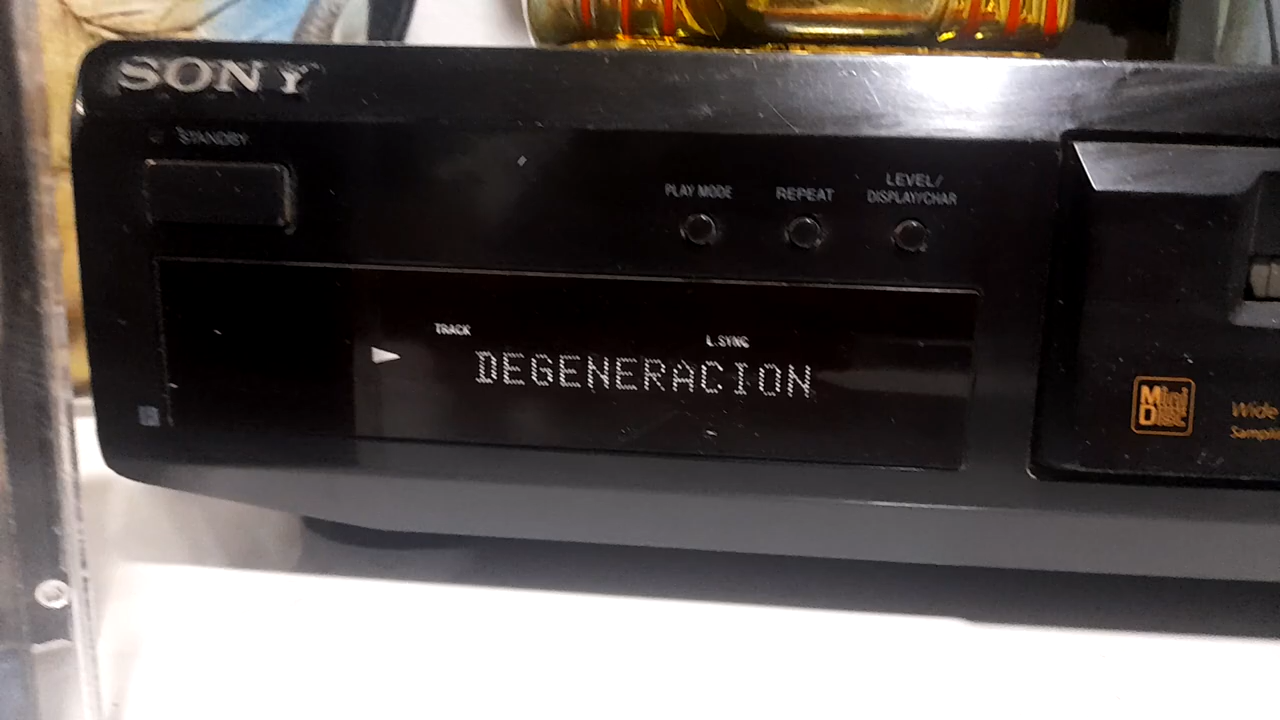 SONY
STANDBY
PLAY MODE
REPEAT
LEVEL/
DISPLAY/CHAR
TRACK
L.SYNC
DEGENERACION
Mini
Disc
Wide